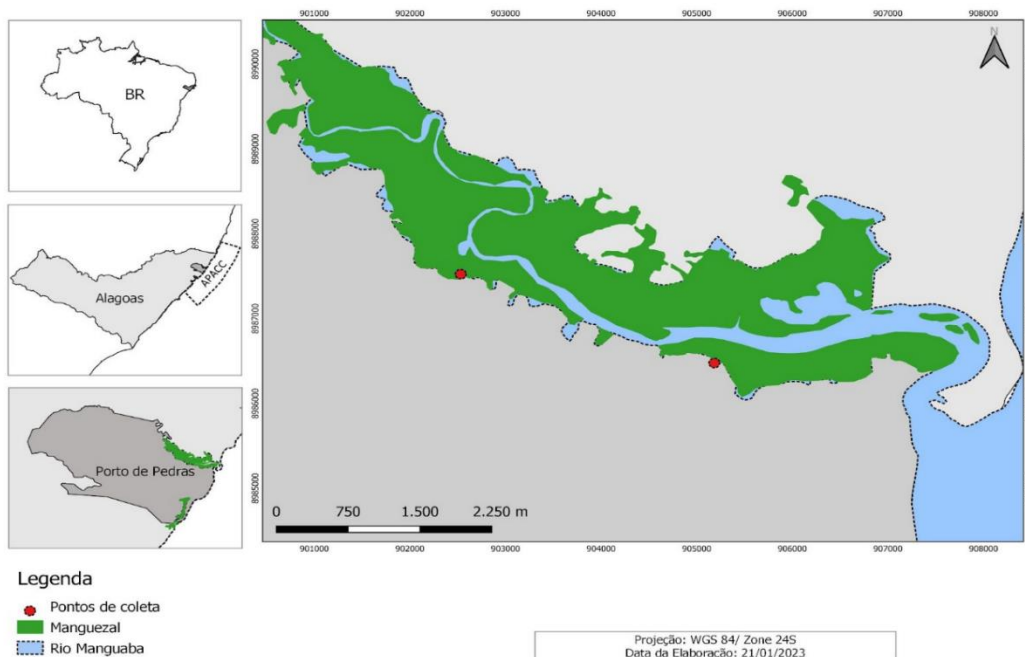 901000 902000 903000 904000 905000 906000 907000 908000
BR
N
8990000
8989000
8988000
8987000
8986000
8985000
Alagoas
APACC
Porto de Pedras
0 750 1.500 2.250 m
901000 902000 903000 904000 905000 906000 907000 908000
Legenda
Pontos de coleta
Manguezal
Rio Manguaba
Projeção: WGS 84/ Zone 24S
Data da Elaboração: 21/01/2023